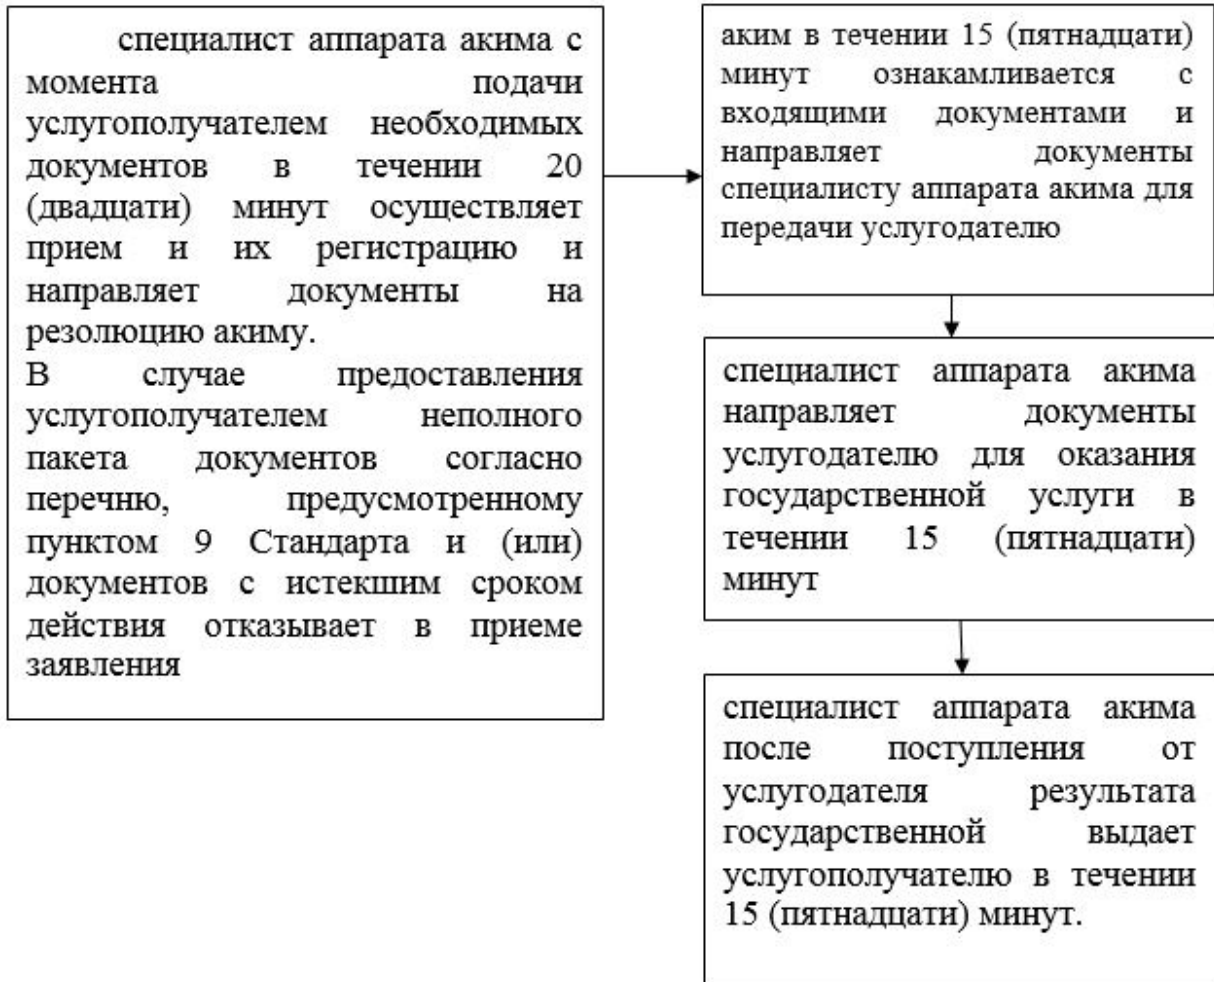 специалист аппарата акима с
момента подачи
услугополучателем необходимых
документов в течении 20
(двадцати) минут осуществляет
прием и их регистрацию и
направляет документы на
резолюцию акиму.
В случае предоставления
услугополучателем неполного
пакета документов согласно
перечню, предусмотренному
пунктом 9 Стандарта и (или)
документов с истекшим сроком
действия отказывает в приеме
заявления
аким в течении 15 (пятнадцати)
минут ознакамливается с
входящими документами и
направляет документы
специалисту аппарата акима для
передачи услугодателю
специалист аппарата акима
направляет документы
услугодателю для оказания
государственной услуги в
течении 15 (пятнадцати)
минут
специалист аппарата акима
после поступления от
услугодателя результата
государственной выдает
услугополучателю в течении
15 (пятнадцати) минут.